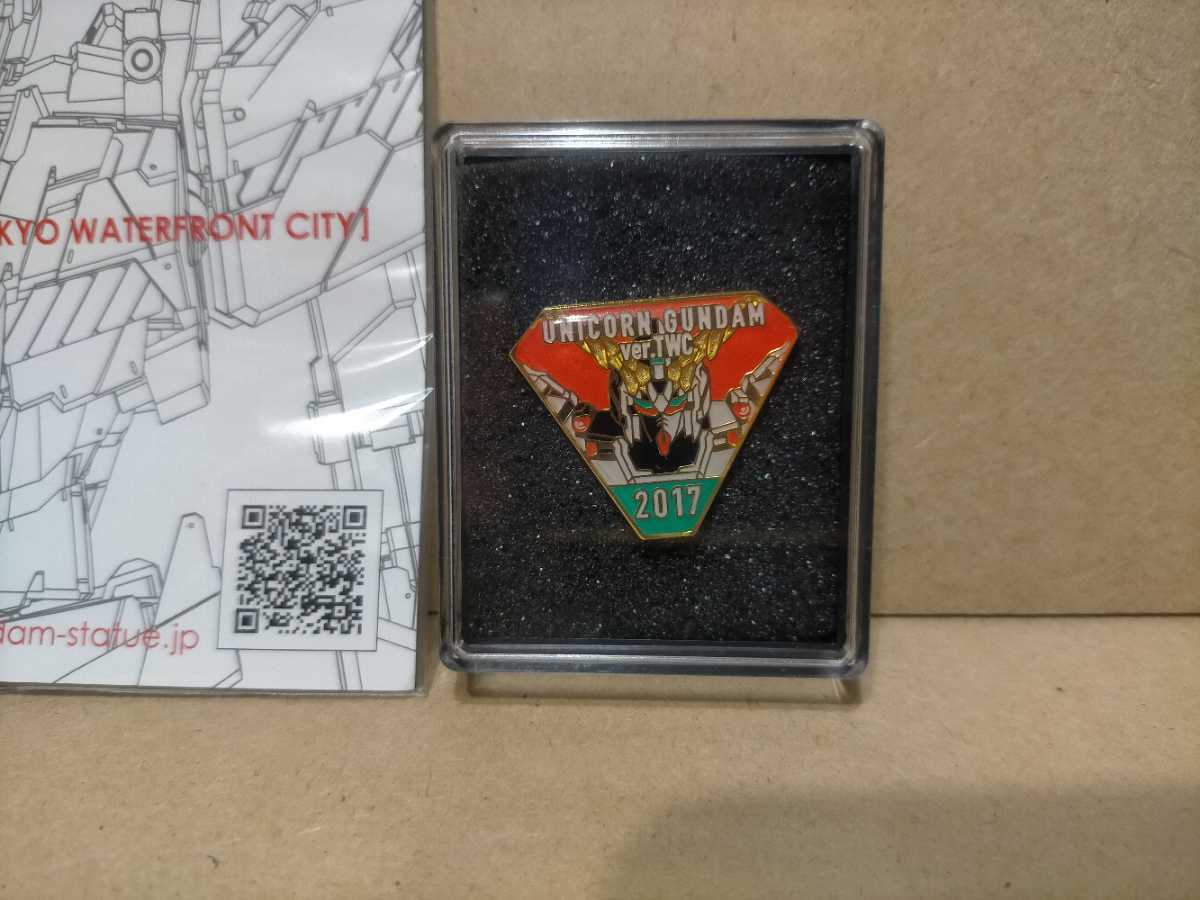 KYO WATERFRONT CITY]
dam-statue.jp
UNICORN GUNDAM
ver.TWC
2017